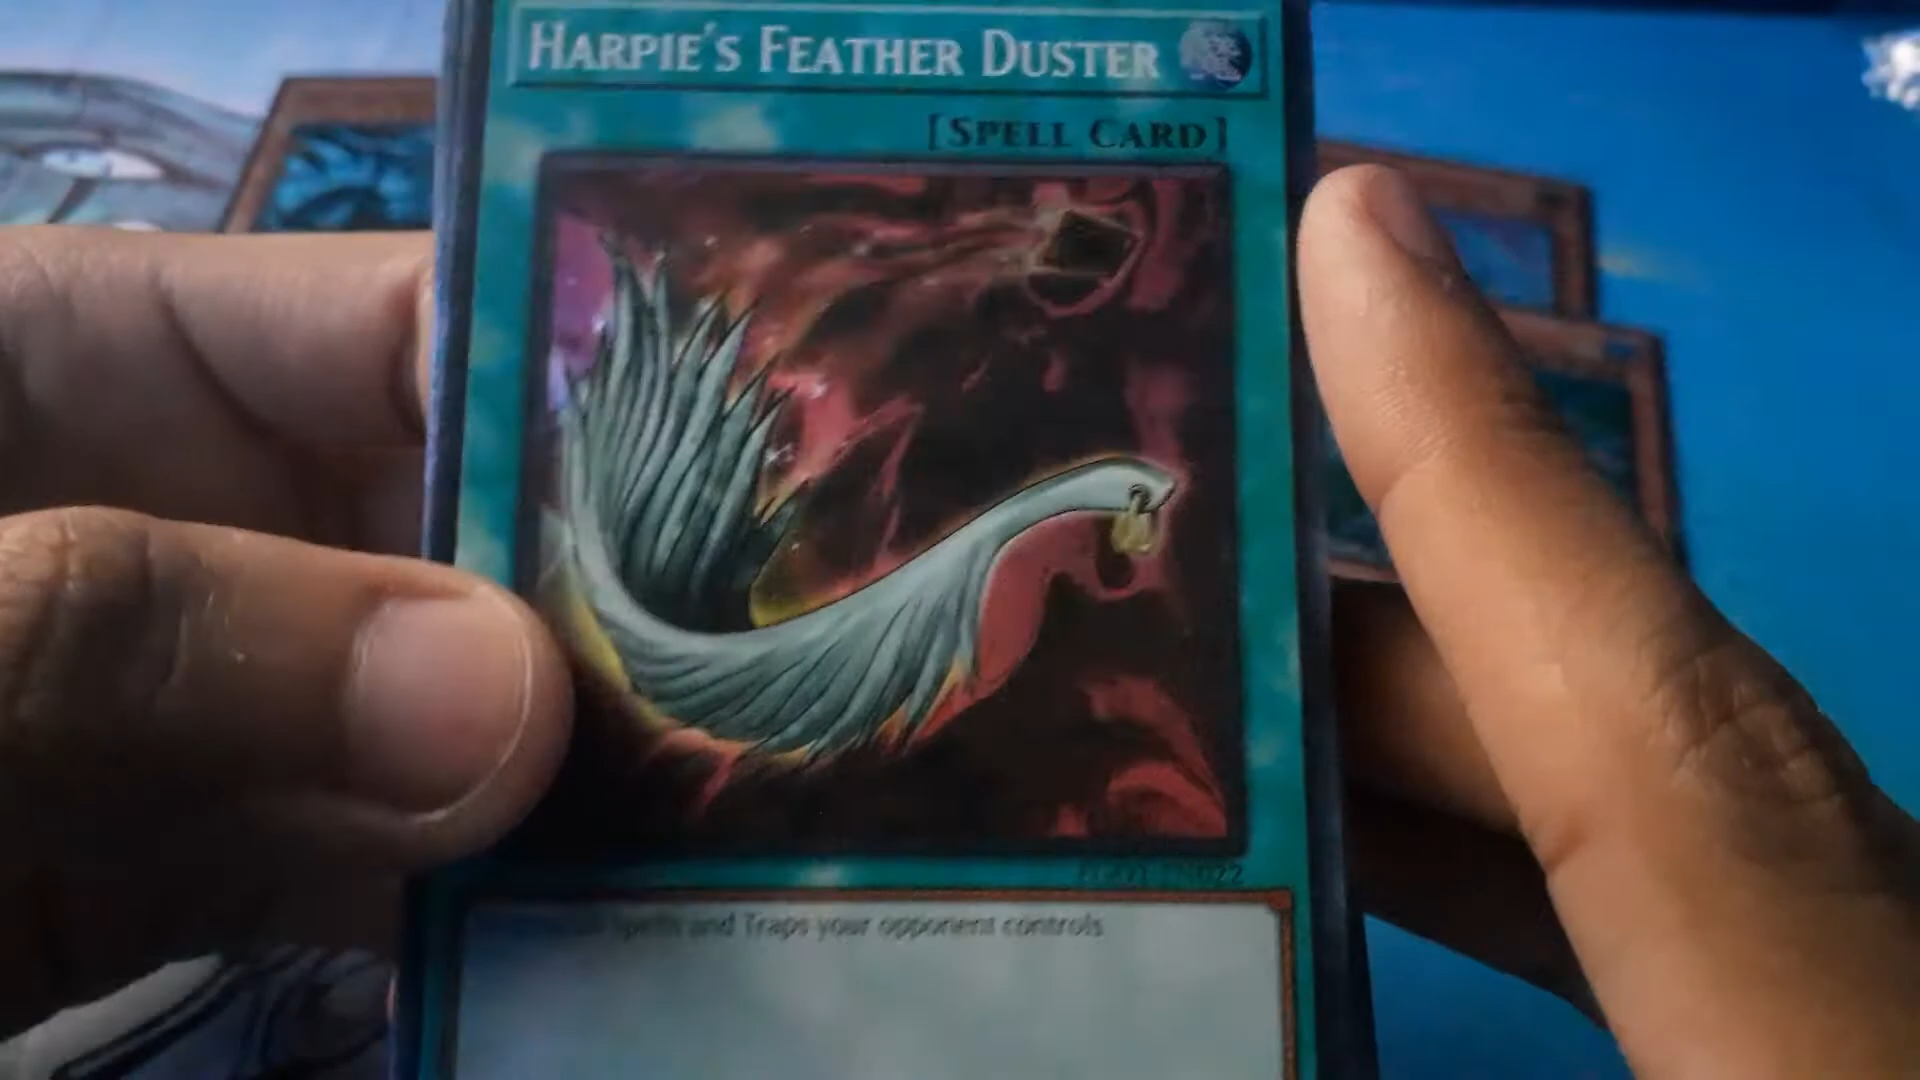 HARPIE'S FEATHER DUSTER
[SPELL CARD]
Spells and Traps your opponent controls